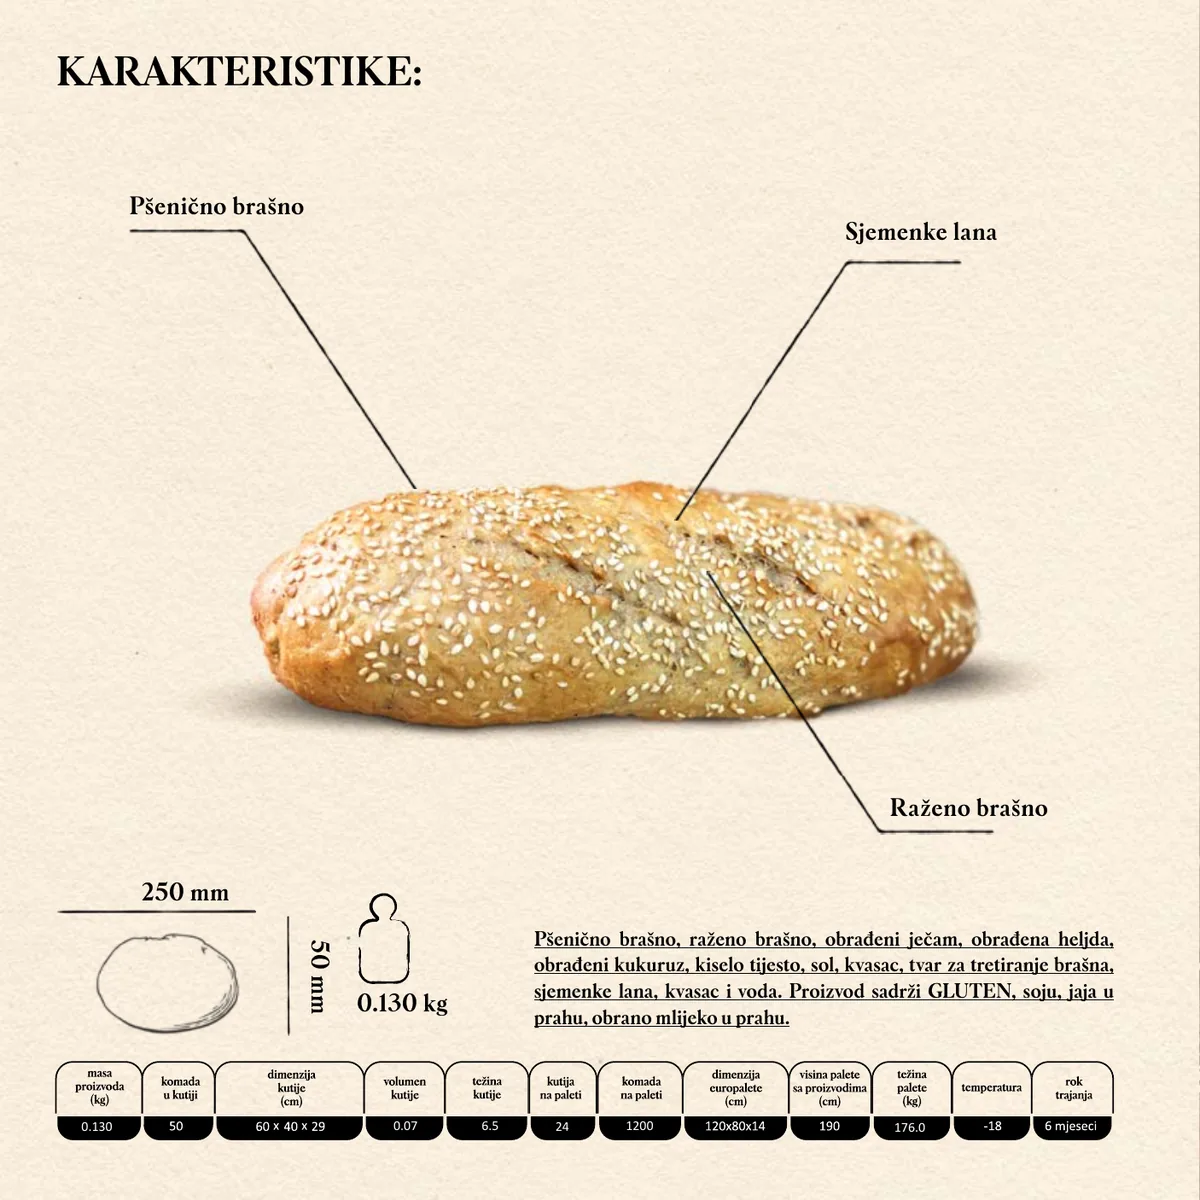 KARAKTERISTIKE:
Pšenično brašno
Sjemenke lana
Raženo brašno
250 mm
50 mm
0.130 kg
Pšenično brašno, raženo brašno, obrađeni ječam, obrađena heljda,
obrađeni kukuruz, kiselo tijesto, sol, kvasac, tvar za tretiranje brašna,
sjemenke lana, kvasac i voda. Proizvod sadrži GLUTEN, soju, jaja u
prahu, obrano mlijeko u prahu.
masa
proizvoda
(kg)
0.130
komada
u kutiji
50
dimenzija
kutije
(cm)
60 x 40 x 29
volumen
kutije
0.07
težina
kutije
6.5
kutija
na paleti
24
komada
na paleti
1200
dimenzija
europalete
(cm)
120x80x14
visina palete
sa proizvodima
(cm)
190
težina
palete
(kg)
176.0
temperatura
-18
rok
trajanja
6 mjeseci